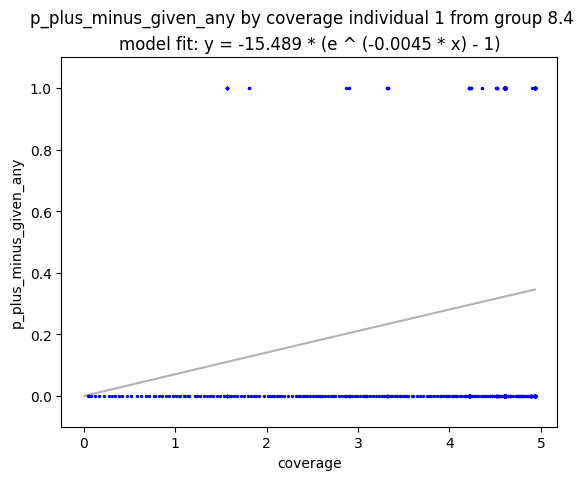 p_plus_minus_given_any by coverage individual 1 from group 8.4
model fit: y = -15.489 * (e ^ (-0.0045 * x) - 1)
1.0
0.8
0.6
0.4
0.2
0.0
p_plus_minus_given_any
0 1 2 3 4 5
coverage